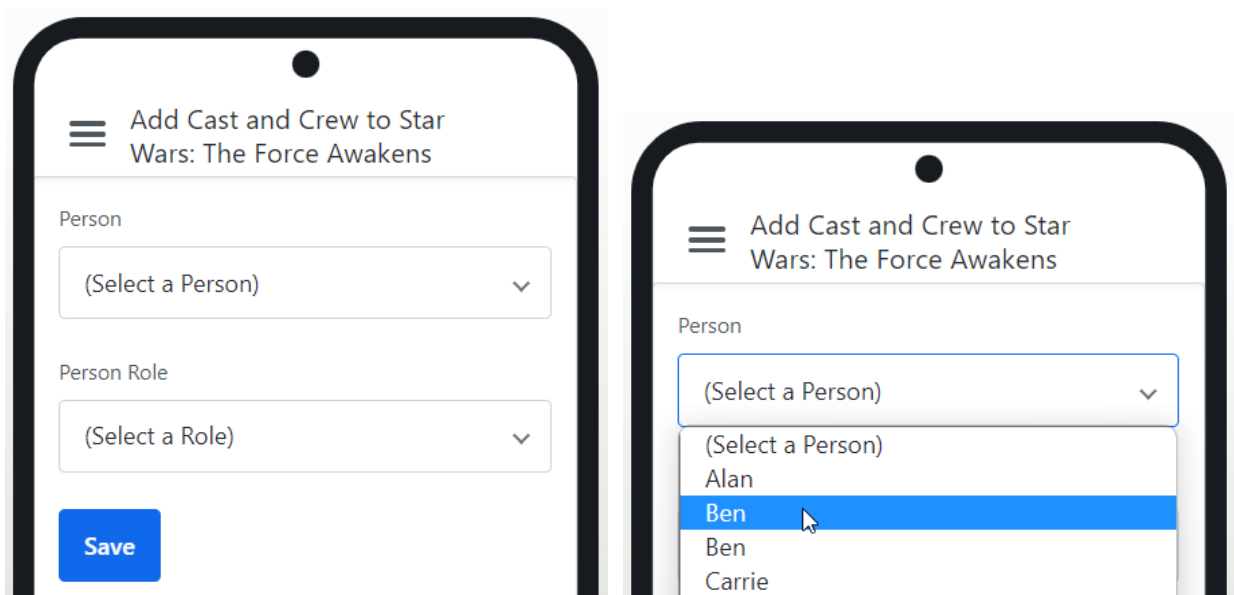 Add Cast and Crew to Star
Wars: The Force Awakens
Person
(Select a Person)
Person Role
(Select a Role)
Save
Add Cast and Crew to Star
Wars: The Force Awakens
Person
(Select a Person)
(Select a Person)
Alan
Ben
Ben
Carrie